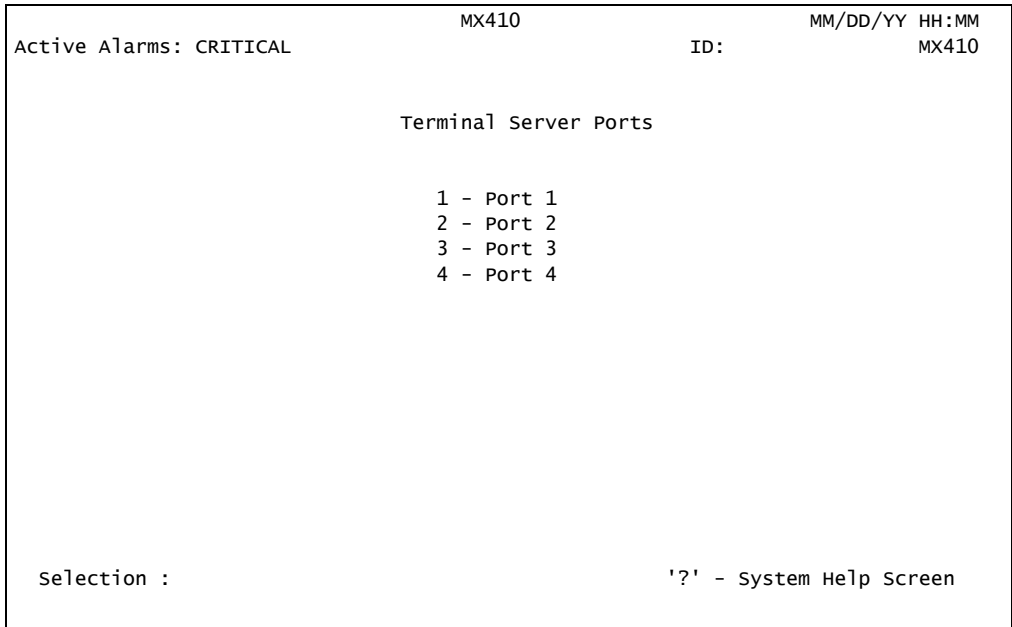 MX410 MM/DD/YY HH:MM
Active Alarms: CRITICAL ID: MX410
Terminal Server Ports
1 - Port 1
2 - Port 2
3 - Port 3
4 - Port 4
Selection : '?' - System Help Screen